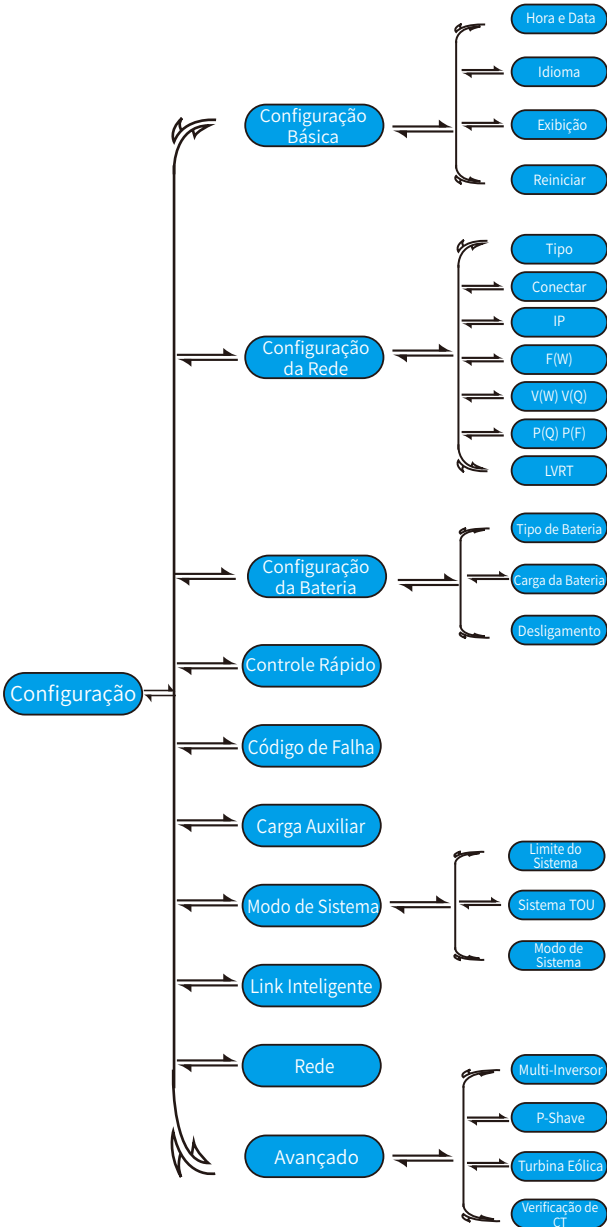 Configuração
Configuração
Básica
Hora e Data
Idioma
Exibição
Reiniciar
Configuração
da Rede
Tipo
Conectar
IP
F(W)
V(W) V(Q)
P(Q) P(F)
LVRT
Configuração
da Bateria
Tipo de Bateria
Carga da Bateria
Desligamento
Controle Rápido
Código de Falha
Carga Auxiliar
Modo de Sistema
Limite do
Sistema
Sistema TOU
Modo de
Sistema
Link Inteligente
Rede
Avançado
Multi-Inversor
P-Shave
Turbina Eólica
Verificação de
CT